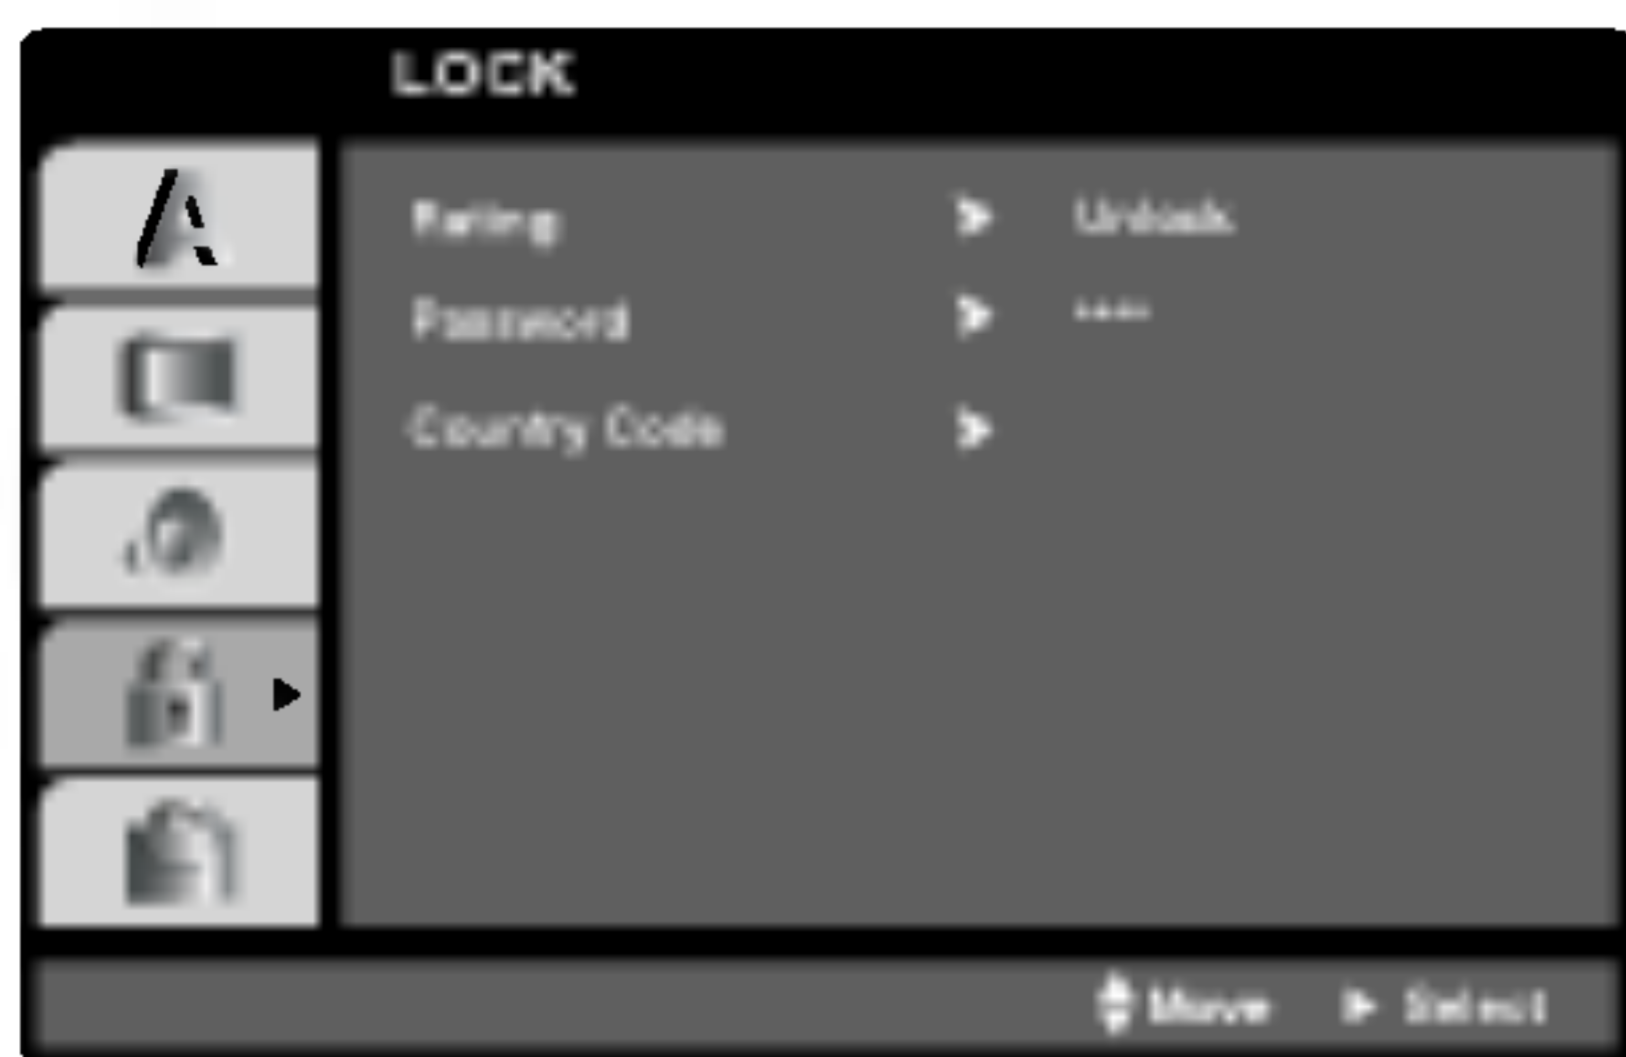 LOCK
A
Rating Unlock
Password ****
Country Code
Move Select